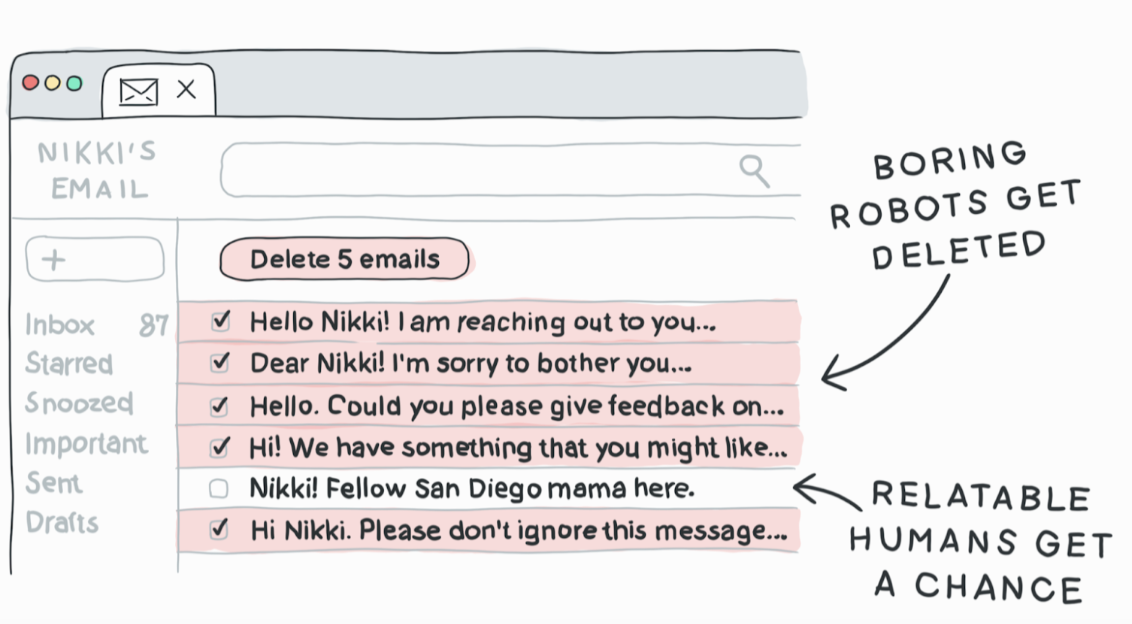 NIKKI'S
EMAIL
Delete 5 emails
Inbox 87
Starred
Snoozed
Important
Sent
Drafts
Hello Nikki! I am reaching out to you...
Dear Nikki! I'm sorry to bother you...
Hello. Could you please give feedback on...
Hi! We have something that you might like...
Nikki! Fellow San Diego mama here.
Hi Nikki. Please don't ignore this message...
BORING
ROBOTS GET
DELETED
RELATABLE
HUMANS GET
A CHANCE